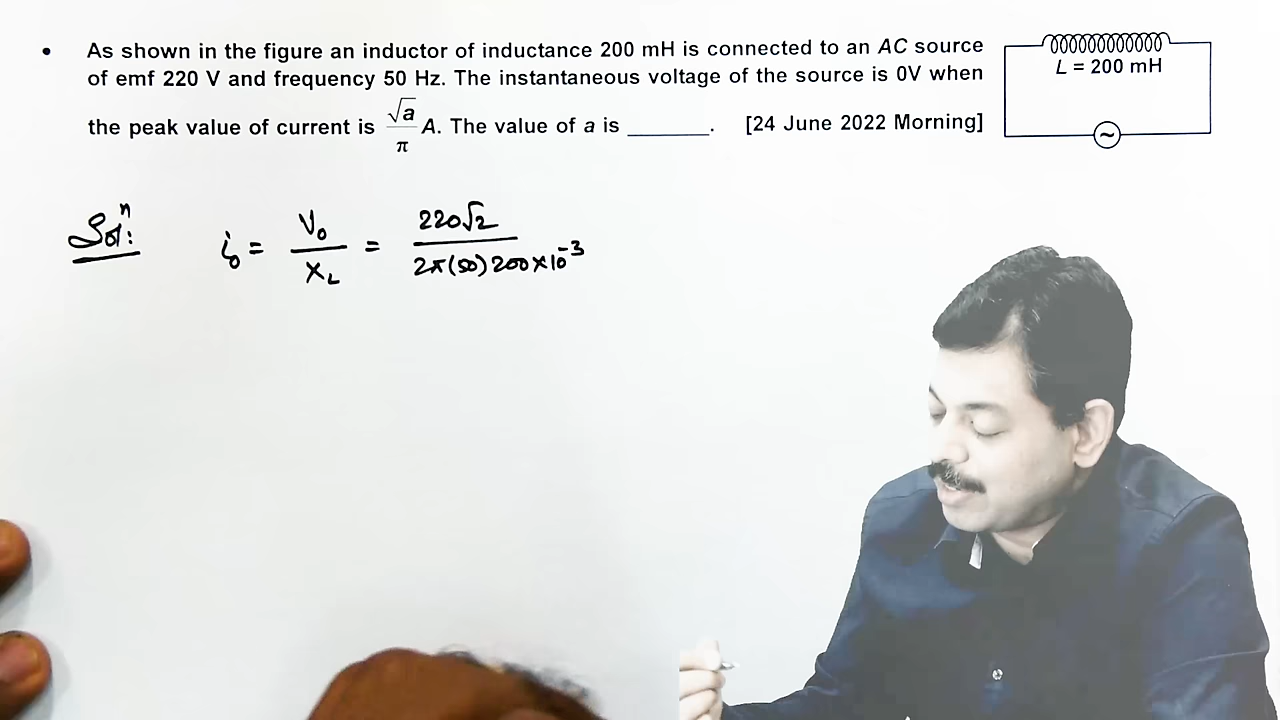 • As shown in the figure an inductor of inductance 200 mH is connected to an AC source
of emf 220 V and frequency 50 Hz. The instantaneous voltage of the source is 0V when
the peak value of current is √a/π A. The value of a is _______. [24 June 2022 Morning]
L = 200 mH
~
Solⁿ: i₀ = V₀/X_L = 220√2/2π(50)200×10⁻³